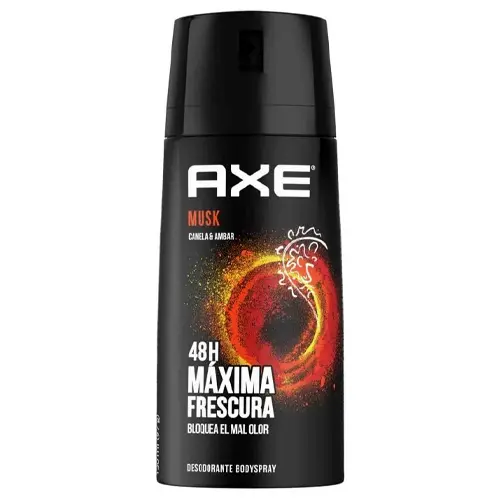 AXE®
MUSK
CANELA & AMBAR
48H
MÁXIMA
FRESCURA
BLOQUEA EL MAL OLOR
DESODORANTE BODYSPRAY